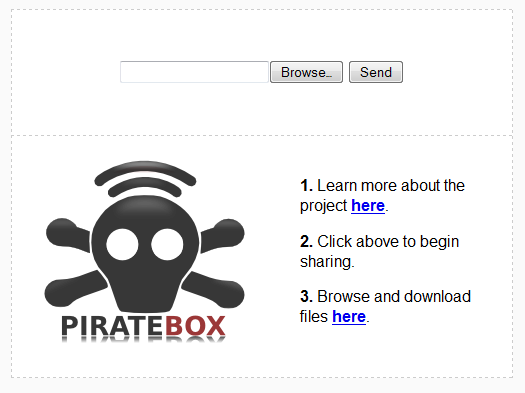 Browse... Send
PIRATEBOX
1. Learn more about the
project here.
2. Click above to begin
sharing.
3. Browse and download
files here.